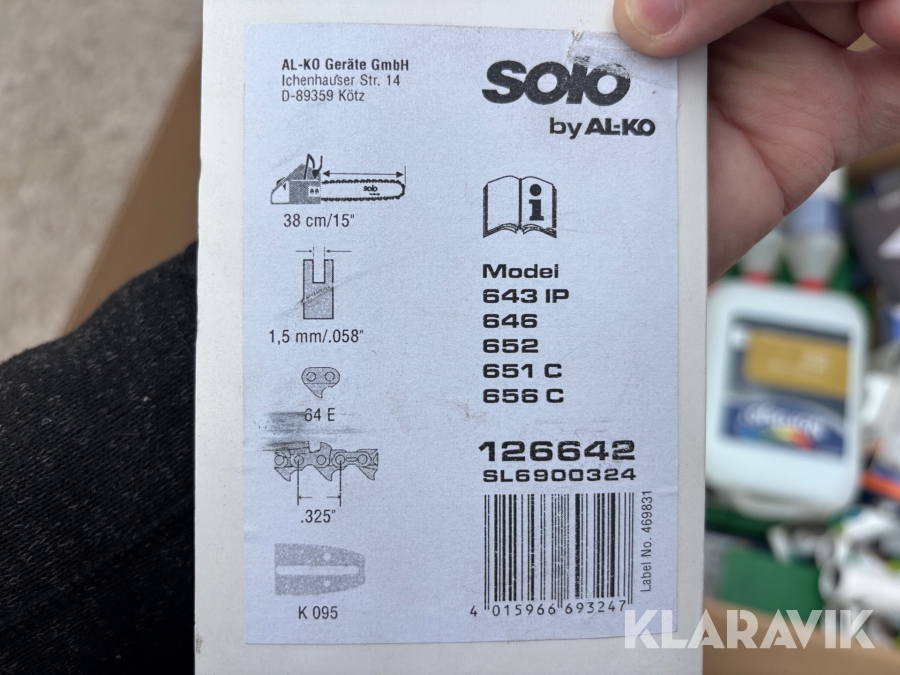 AL-KO Geräte GmbH
Ichenhauser Str. 14
D-89359 Kötz
solo
by AL-KO
solo
38 cm/15"
1,5 mm/.058"
64 E
.325"
K 095
i
Model
643 IP
646
652
651 C
656 C
126642
SL6900324
4 015966 693247
Label No. 469831
KLARAVIK